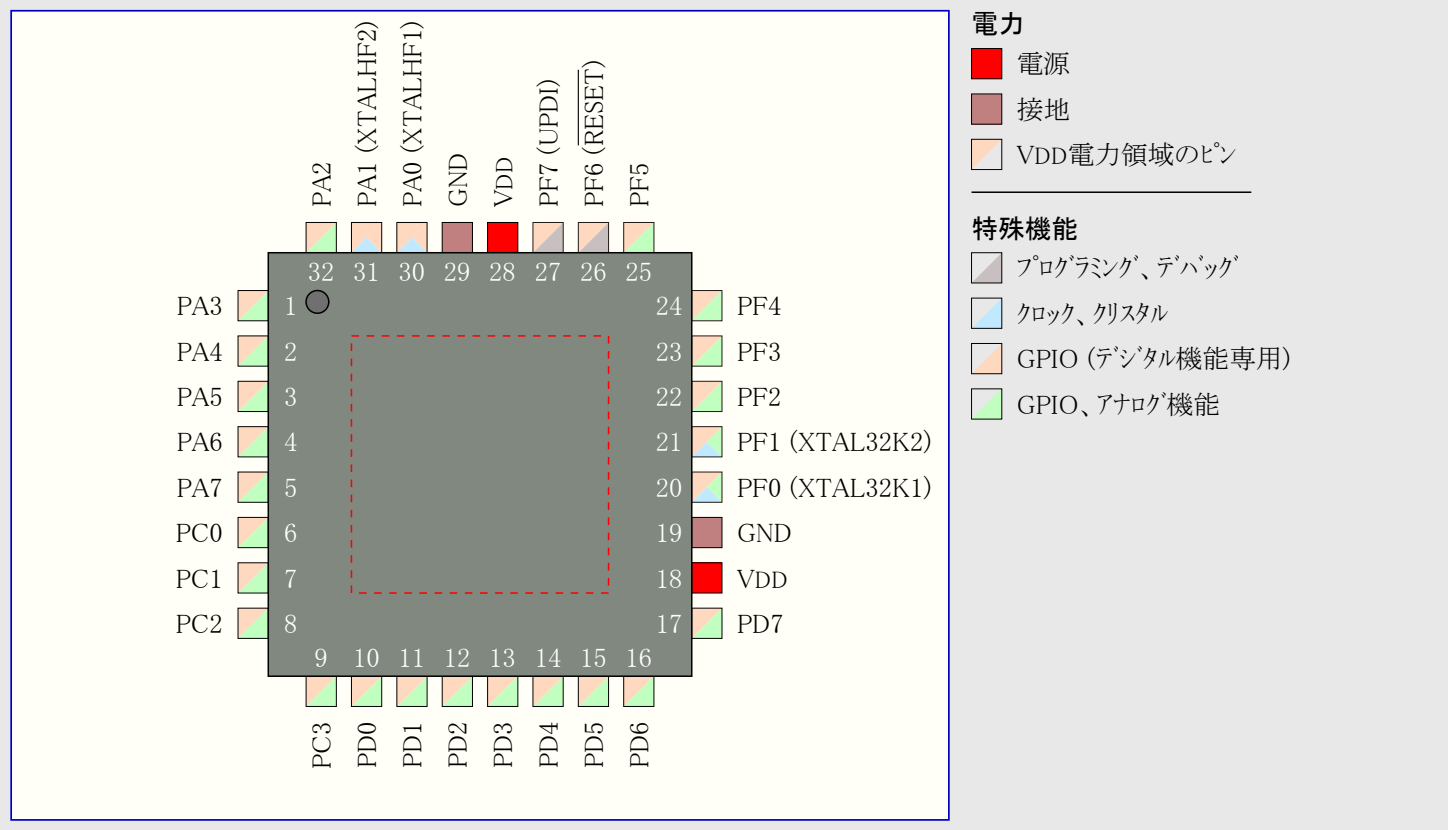 PA2
PA1 (XTALHF2)
PA0 (XTALHF1)
GND
VDD
PF7 (UPDI)
PF6 (RESET)
PF5
32 31 30 29 28 27 26 25
PA3 1 24 PF4
PA4 2 23 PF3
PA5 3 22 PF2
PA6 4 21 PF1 (XTAL32K2)
PA7 5 20 PF0 (XTAL32K1)
PC0 6 19 GND
PC1 7 18 VDD
PC2 8 17 PD7
9 10 11 12 13 14 15 16
PC3
PD0
PD1
PD2
PD3
PD4
PD5
PD6
電力
電源
接地
VDD電力領域のﾋﾟﾝ
特殊機能
ﾌﾟﾛｸﾞﾗﾐﾝｸﾞ、ﾃﾞﾊﾞｯｸﾞ
ｸﾛｯｸ、ｸﾘｽﾀﾙ
GPIO (ﾃﾞｼﾞﾀﾙ機能専用)
GPIO、ｱﾅﾛｸﾞ機能